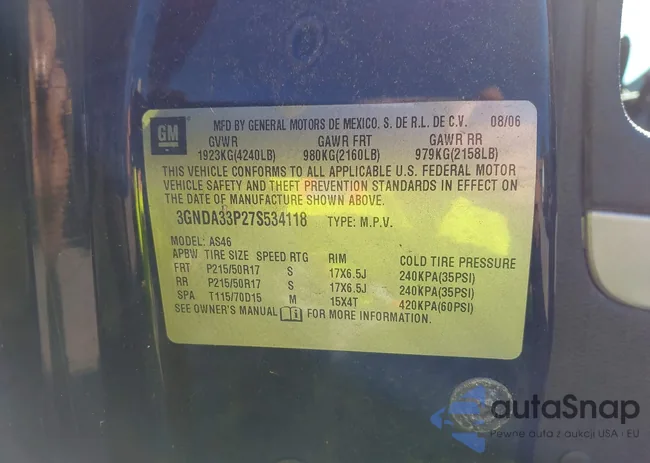 GM
MFD BY GENERAL MOTORS DE MEXICO, S. DE R.L. DE C.V. 08/06
GVWR GAWR FRT GAWR RR
1923KG(4240LB) 980KG(2160LB) 979KG(2158LB)
THIS VEHICLE CONFORMS TO ALL APPLICABLE U.S. FEDERAL MOTOR
VEHICLE SAFETY AND THEFT PREVENTION STANDARDS IN EFFECT ON
THE DATE OF MANUFACTURE SHOWN ABOVE.
3GNDA33P27S534118 TYPE: M.P.V.
MODEL: AS46
APBW TIRE SIZE SPEED RTG RIM COLD TIRE PRESSURE
FRT P215/50R17 S 17X6.5J 240KPA(35PSI)
RR P215/50R17 S 17X6.5J 240KPA(35PSI)
SPA T115/70D15 M 15X4T 420KPA(60PSI)
SEE OWNER'S MANUAL FOR MORE INFORMATION.
autaSnap
Pewne auta z aukcji USA i EU